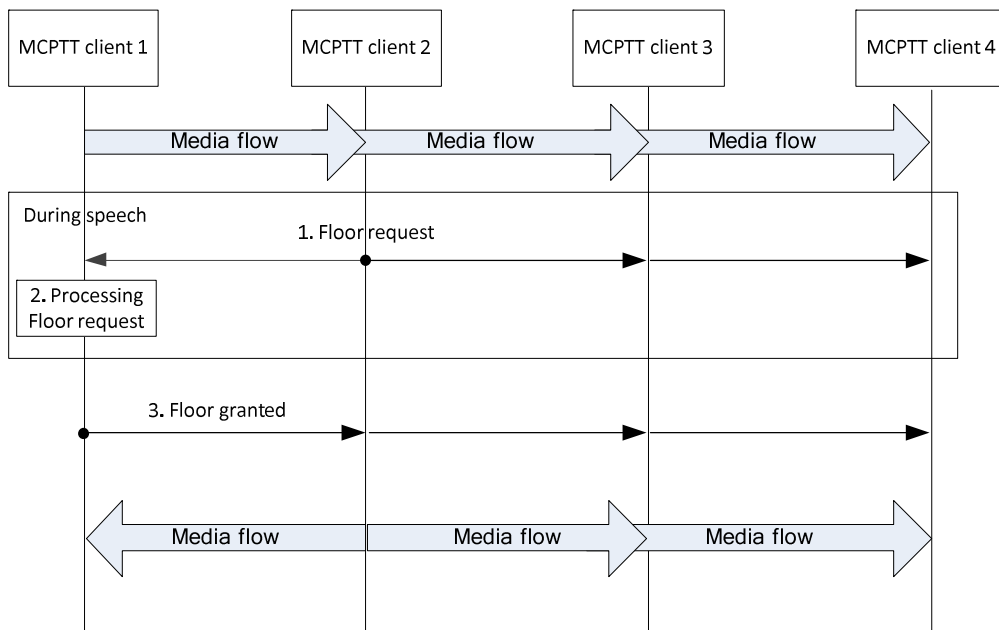 MCPTT client 1
MCPTT client 2
MCPTT client 3
MCPTT client 4
Media flow
Media flow
Media flow
During speech
1. Floor request
2. Processing
Floor request
3. Floor granted
Media flow
Media flow
Media flow